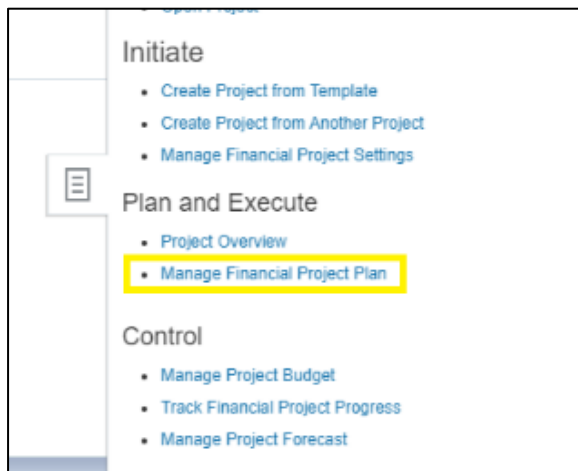 Initiate
Create Project from Template
Create Project from Another Project
Manage Financial Project Settings
Plan and Execute
Project Overview
Manage Financial Project Plan
Control
Manage Project Budget
Track Financial Project Progress
Manage Project Forecast